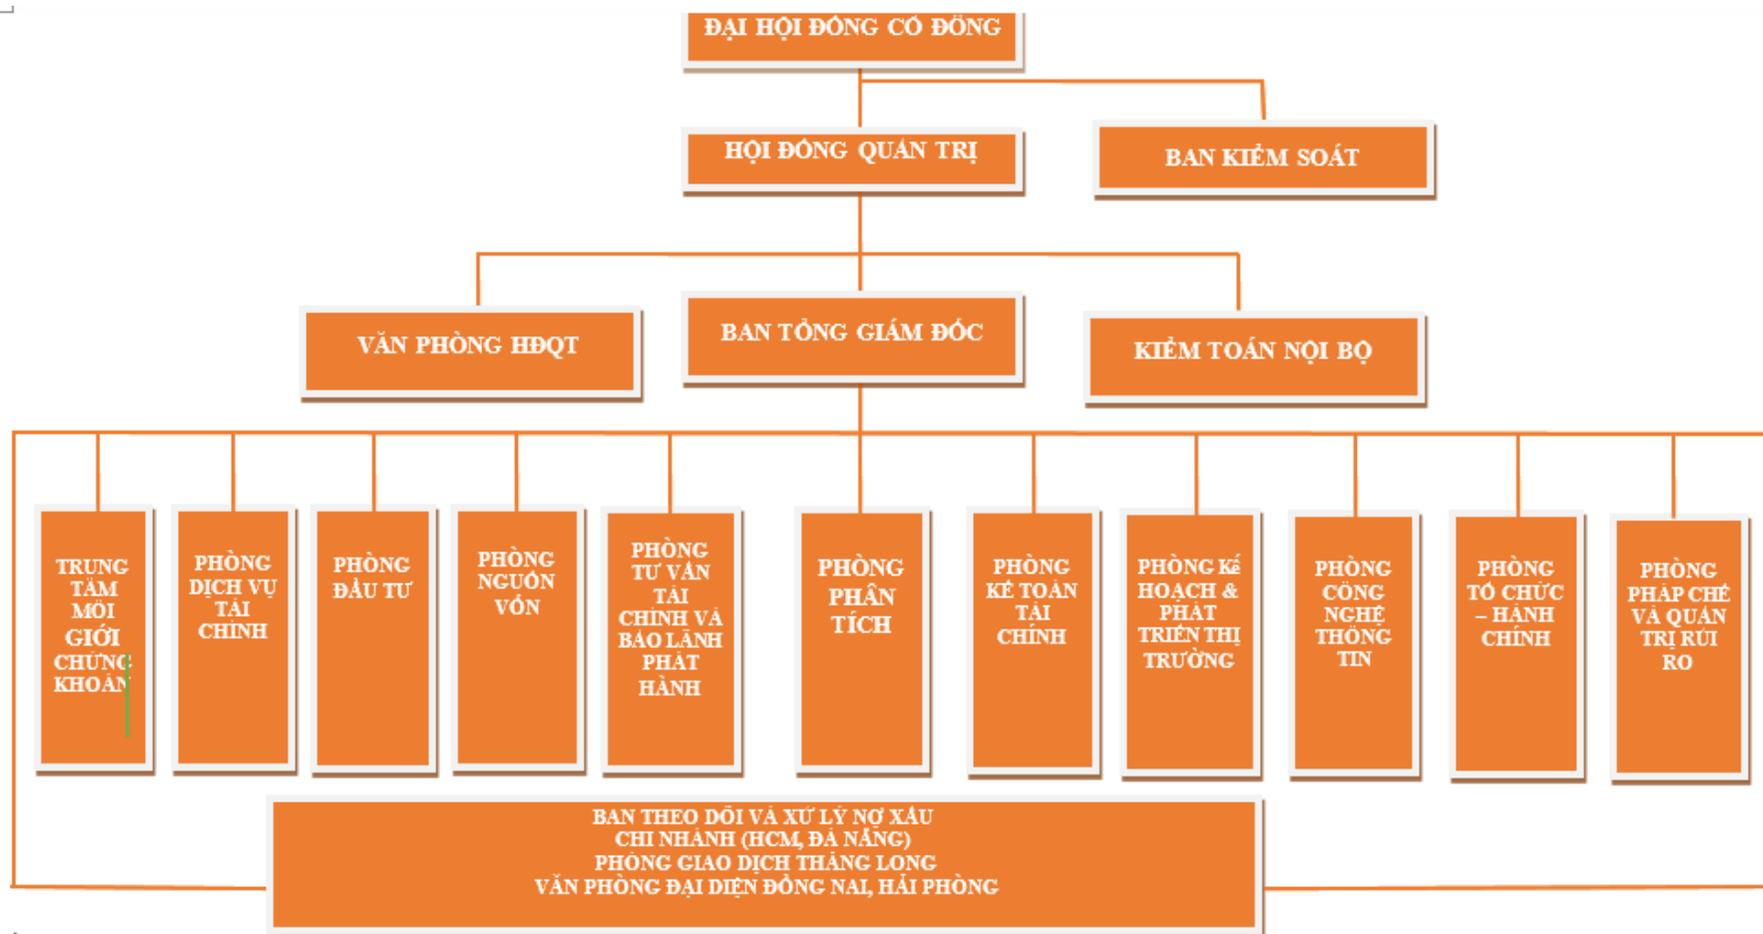 ĐẠI HỘI ĐỒNG CỔ ĐÔNG
HỘI ĐỒNG QUẢN TRỊ
BAN KIỂM SOÁT
VĂN PHÒNG HĐQT
BAN TỔNG GIÁM ĐỐC
KIỂM TOÁN NỘI BỘ
TRUNG
TÂM
MÔI
GIỚI
CHỨNG
KHOÁN
PHÒNG
DỊCH VỤ
TÀI
CHÍNH
PHÒNG
ĐẦU TƯ
PHÒNG
NGUỒN
VỐN
PHÒNG
TƯ VẤN
TÀI
CHÍNH VÀ
BẢO LÃNH
PHÁT
HÀNH
PHÒNG
PHÂN
TÍCH
PHÒNG
KẾ TOÁN
TÀI
CHÍNH
PHÒNG Kế
HOẠCH &
PHÁT
TRIỂN THỊ
TRƯỜNG
PHÒNG
CÔNG
NGHỆ
THÔNG
TIN
PHÒNG
TỔ CHỨC
– HÀNH
CHÍNH
PHÒNG
PHÁP CHẾ
VÀ QUẢN
TRỊ RỦI
RO
BAN THEO DÕI VÀ XỬ LÝ NỢ XẤU
CHI NHÁNH (HCM, ĐÀ NẴNG)
PHÒNG GIAO DỊCH THĂNG LONG
VĂN PHÒNG ĐẠI DIỆN ĐỒNG NAI, HẢI PHÒNG